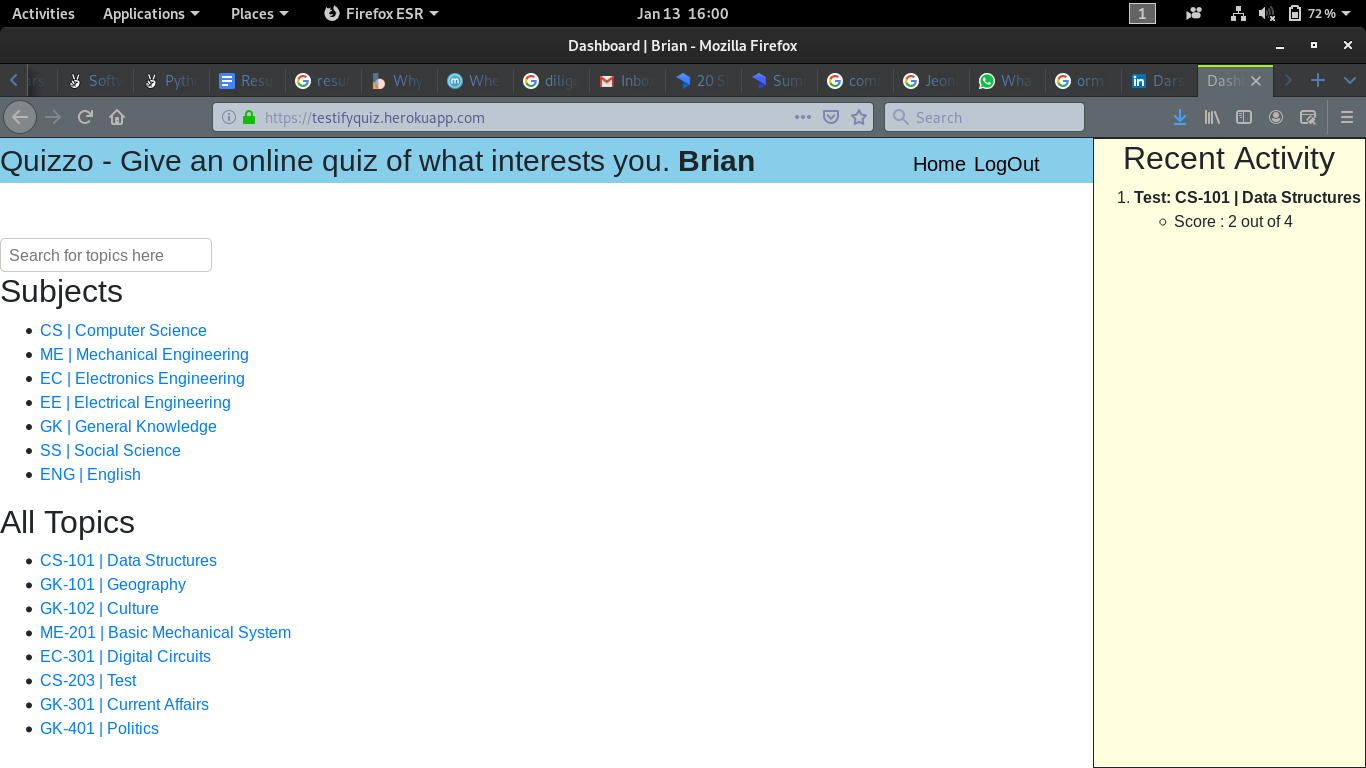 Activities Applications Places Firefox ESR Jan 13 16:00 1 72 %
Dashboard | Brian - Mozilla Firefox
Soft Pyth Resu resu Why Whe dilig Inbo 20 S Sum com Jeon Wha orm Dars Dash
https://testifyquiz.herokuapp.com Search
Quizzo - Give an online quiz of what interests you. Brian Home LogOut
Search for topics here
Subjects
CS | Computer Science
ME | Mechanical Engineering
EC | Electronics Engineering
EE | Electrical Engineering
GK | General Knowledge
SS | Social Science
ENG | English
All Topics
CS-101 | Data Structures
GK-101 | Geography
GK-102 | Culture
ME-201 | Basic Mechanical System
EC-301 | Digital Circuits
CS-203 | Test
GK-301 | Current Affairs
GK-401 | Politics
Recent Activity
1. Test: CS-101 | Data Structures
Score : 2 out of 4